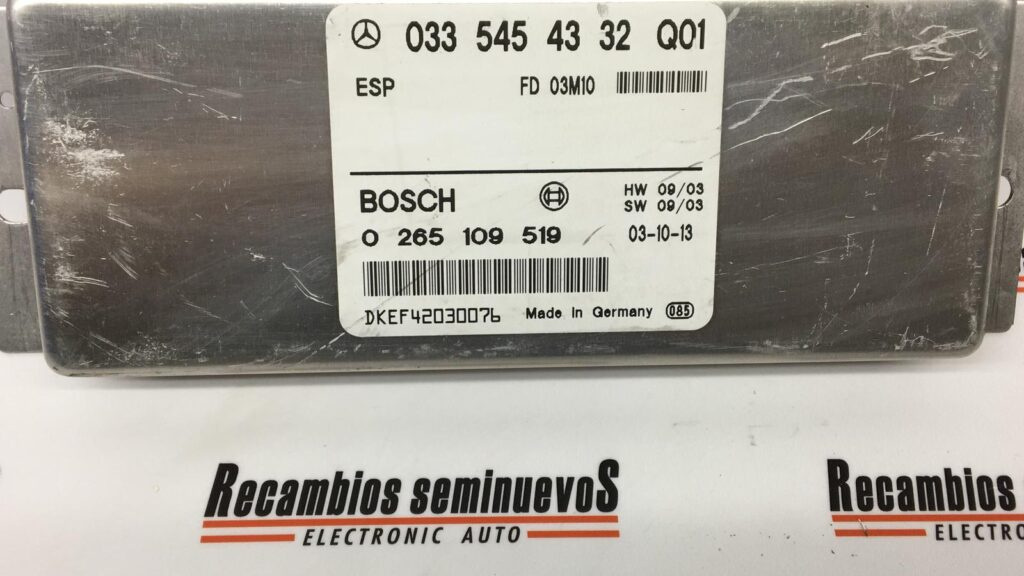 033 545 43 32 Q01
ESP FD 03M10
BOSCH HW 09/03
SW 09/03
0 265 109 519 03-10-13
DKEF42030076 Made in Germany 085
Recambios seminuevoS
ELECTRONIC AUTO
Recambios
ELECTRO